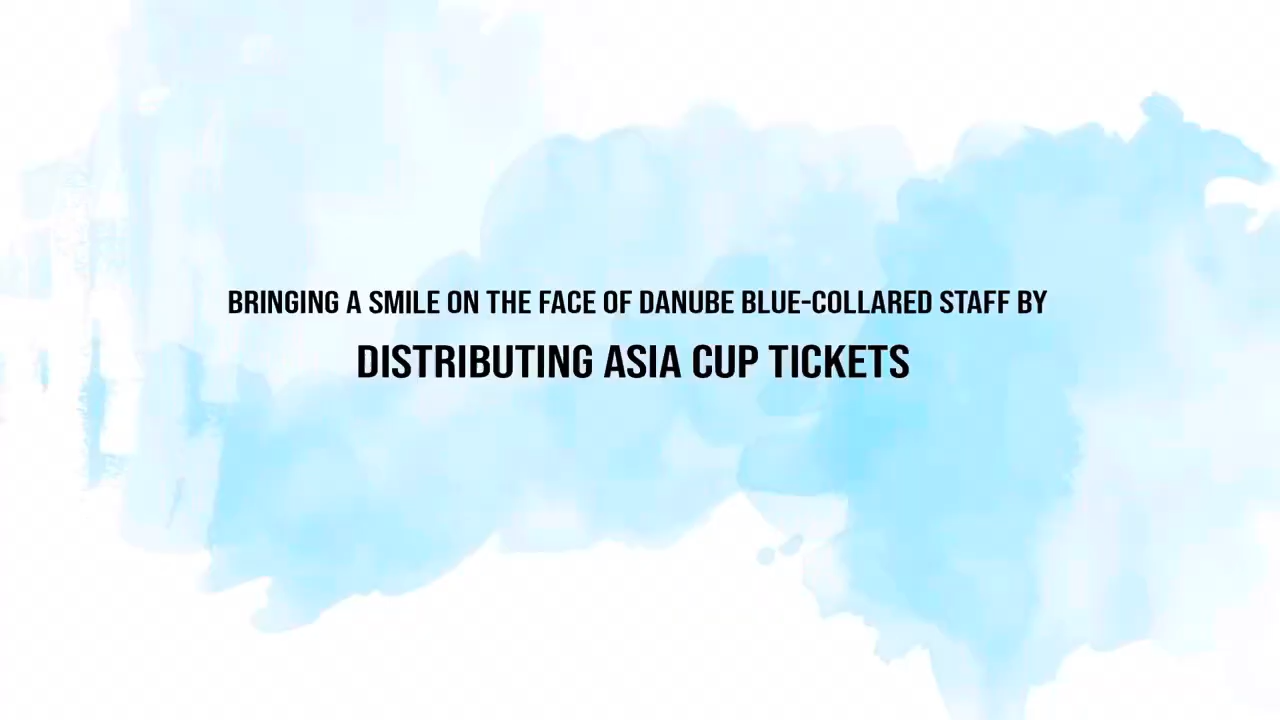 BRINGING A SMILE ON THE FACE OF DANUBE BLUE-COLLARED STAFF BY
DISTRIBUTING ASIA CUP TICKETS